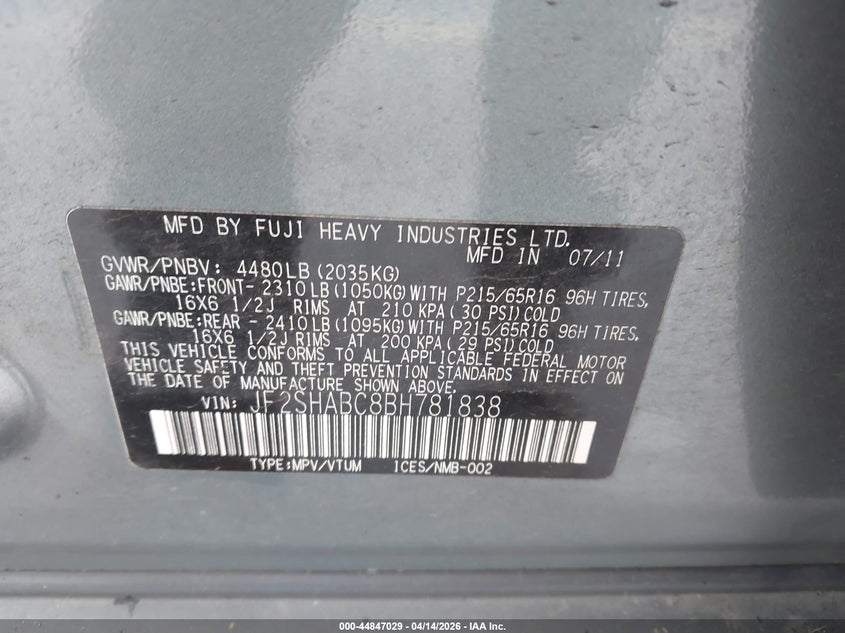 MFD BY FUJI HEAVY INDUSTRIES LTD.
MFD IN 07/11
GVWR/PNBV: 4480LB(2035KG)
GAWR/PNBE:FRONT- 2310LB(1050KG)WITH P215/65R16 96H TIRES,
16X6 1/2J RIMS AT 210 KPA(30 PSI)COLD
GAWR/PNBE:REAR - 2410LB(1095KG)WITH P215/65R16 96H TIRES,
16X6 1/2J RIMS AT 200 KPA(29 PSI)COLD
THIS VEHICLE CONFORMS TO ALL APPLICABLE FEDERAL MOTOR
VEHICLE SAFETY AND THEFT PREVENTION STANDARDS IN EFFECT ON
THE DATE OF MANUFACTURE SHOWN ABOVE.
VIN: JF2SHABC8BH781838
TYPE:MPV/VTUM ICES/NMB-002
000-44847029 - 04/14/2026 - IAA Inc.